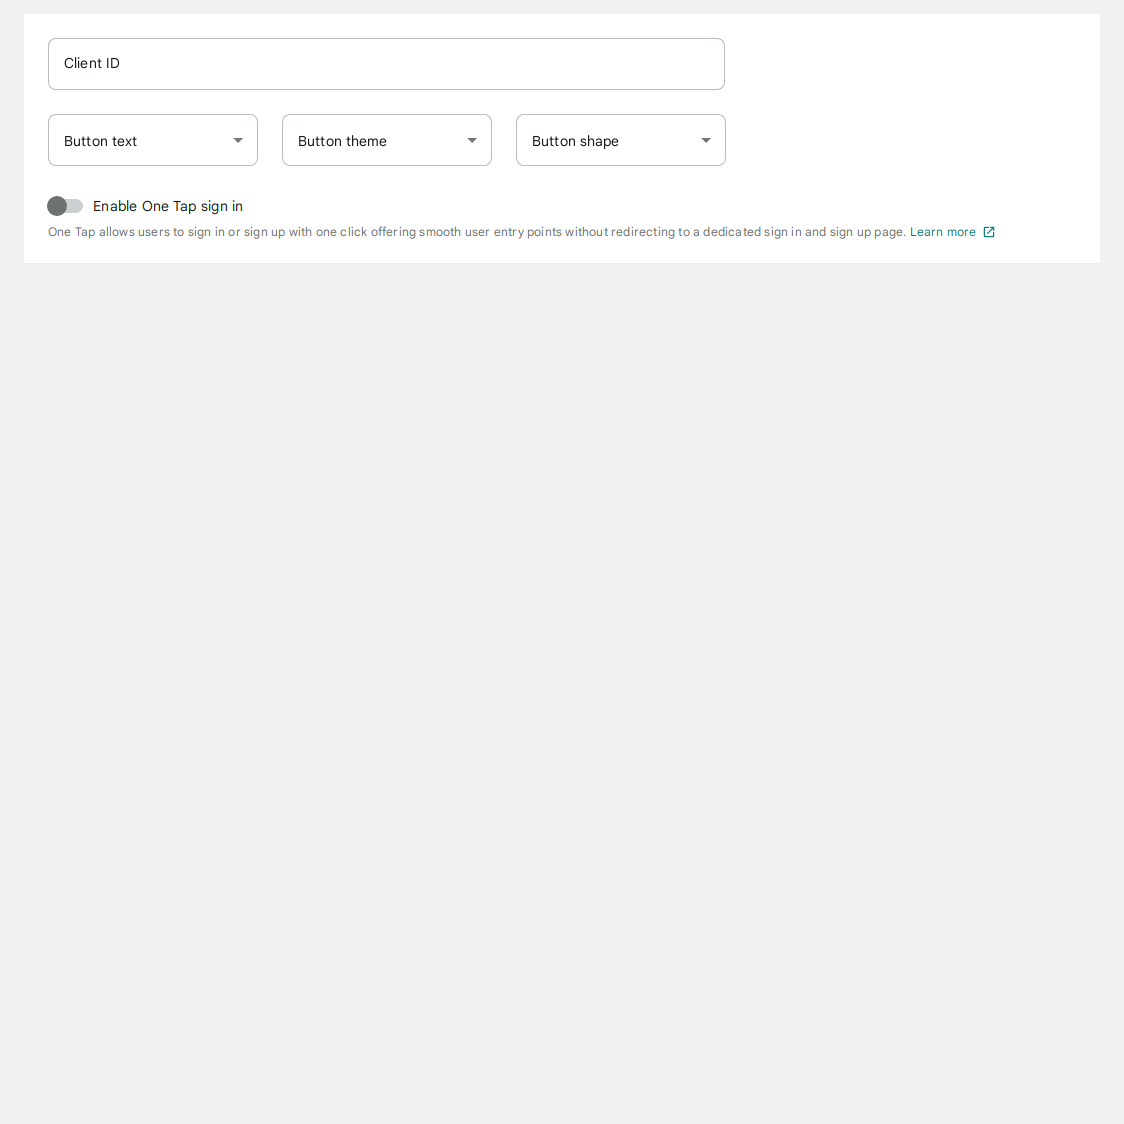 Client ID
Button text
Button theme
Button shape
Enable One Tap sign in
One Tap allows users to sign in or sign up with one click offering smooth user entry points without redirecting to a dedicated sign in and sign up page. Learn more